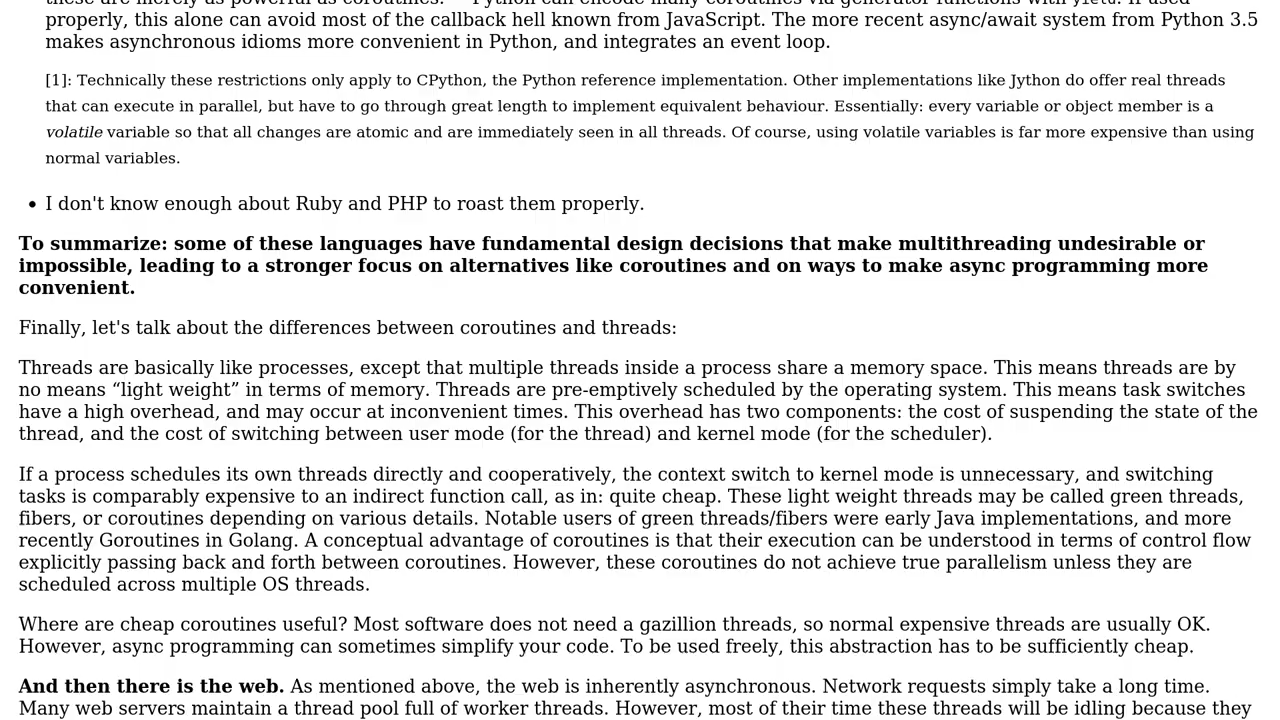 properly, this alone can avoid most of the callback hell known from JavaScript. The more recent async/await system from Python 3.5
makes asynchronous idioms more convenient in Python, and integrates an event loop.
[1]: Technically these restrictions only apply to CPython, the Python reference implementation. Other implementations like Jython do offer real threads
that can execute in parallel, but have to go through great length to implement equivalent behaviour. Essentially: every variable or object member is a
volatile variable so that all changes are atomic and are immediately seen in all threads. Of course, using volatile variables is far more expensive than using
normal variables.
• I don't know enough about Ruby and PHP to roast them properly.
To summarize: some of these languages have fundamental design decisions that make multithreading undesirable or
impossible, leading to a stronger focus on alternatives like coroutines and on ways to make async programming more
convenient.
Finally, let's talk about the differences between coroutines and threads:
Threads are basically like processes, except that multiple threads inside a process share a memory space. This means threads are by
no means “light weight” in terms of memory. Threads are pre-emptively scheduled by the operating system. This means task switches
have a high overhead, and may occur at inconvenient times. This overhead has two components: the cost of suspending the state of the
thread, and the cost of switching between user mode (for the thread) and kernel mode (for the scheduler).
If a process schedules its own threads directly and cooperatively, the context switch to kernel mode is unnecessary, and switching
tasks is comparably expensive to an indirect function call, as in: quite cheap. These light weight threads may be called green threads,
fibers, or coroutines depending on various details. Notable users of green threads/fibers were early Java implementations, and more
recently Goroutines in Golang. A conceptual advantage of coroutines is that their execution can be understood in terms of control flow
explicitly passing back and forth between coroutines. However, these coroutines do not achieve true parallelism unless they are
scheduled across multiple OS threads.
Where are cheap coroutines useful? Most software does not need a gazillion threads, so normal expensive threads are usually OK.
However, async programming can sometimes simplify your code. To be used freely, this abstraction has to be sufficiently cheap.
And then there is the web. As mentioned above, the web is inherently asynchronous. Network requests simply take a long time.
Many web servers maintain a thread pool full of worker threads. However, most of their time these threads will be idling because they